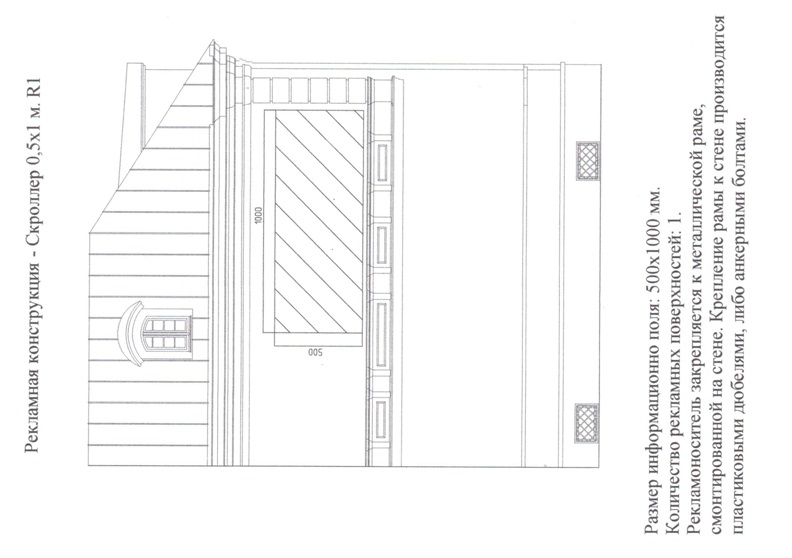 Рекламная конструкция - Скроллер 0,5х1 м. R1
1000
500
Размер информационно поля: 500х1000 мм.
Количество рекламных поверхностей: 1.
Рекламоноситель закрепляется к металлической раме,
смонтированной на стене. Крепление рамы к стене производится
пластиковыми дюбелями, либо анкерными болтами.